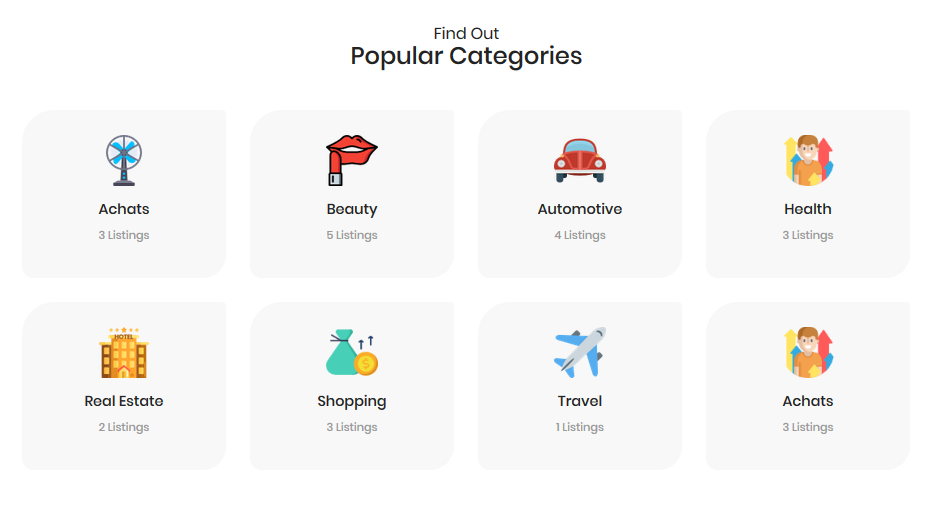 Find Out
Popular Categories
Achats
3 Listings
Beauty
5 Listings
Automotive
4 Listings
Health
3 Listings
HOTEL
Real Estate
2 Listings
$
Shopping
3 Listings
Travel
1 Listings
Achats
3 Listings